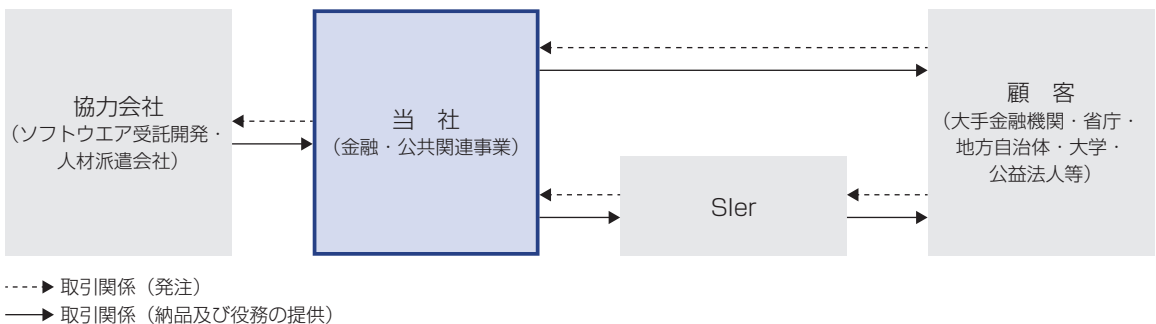 協力会社
（ソフトウエア受託開発・
人材派遣会社）
当　社
（金融・公共関連事業）
SIer
顧　客
（大手金融機関・省庁・
地方自治体・大学・
公益法人等）
取引関係（発注）
取引関係（納品及び役務の提供）